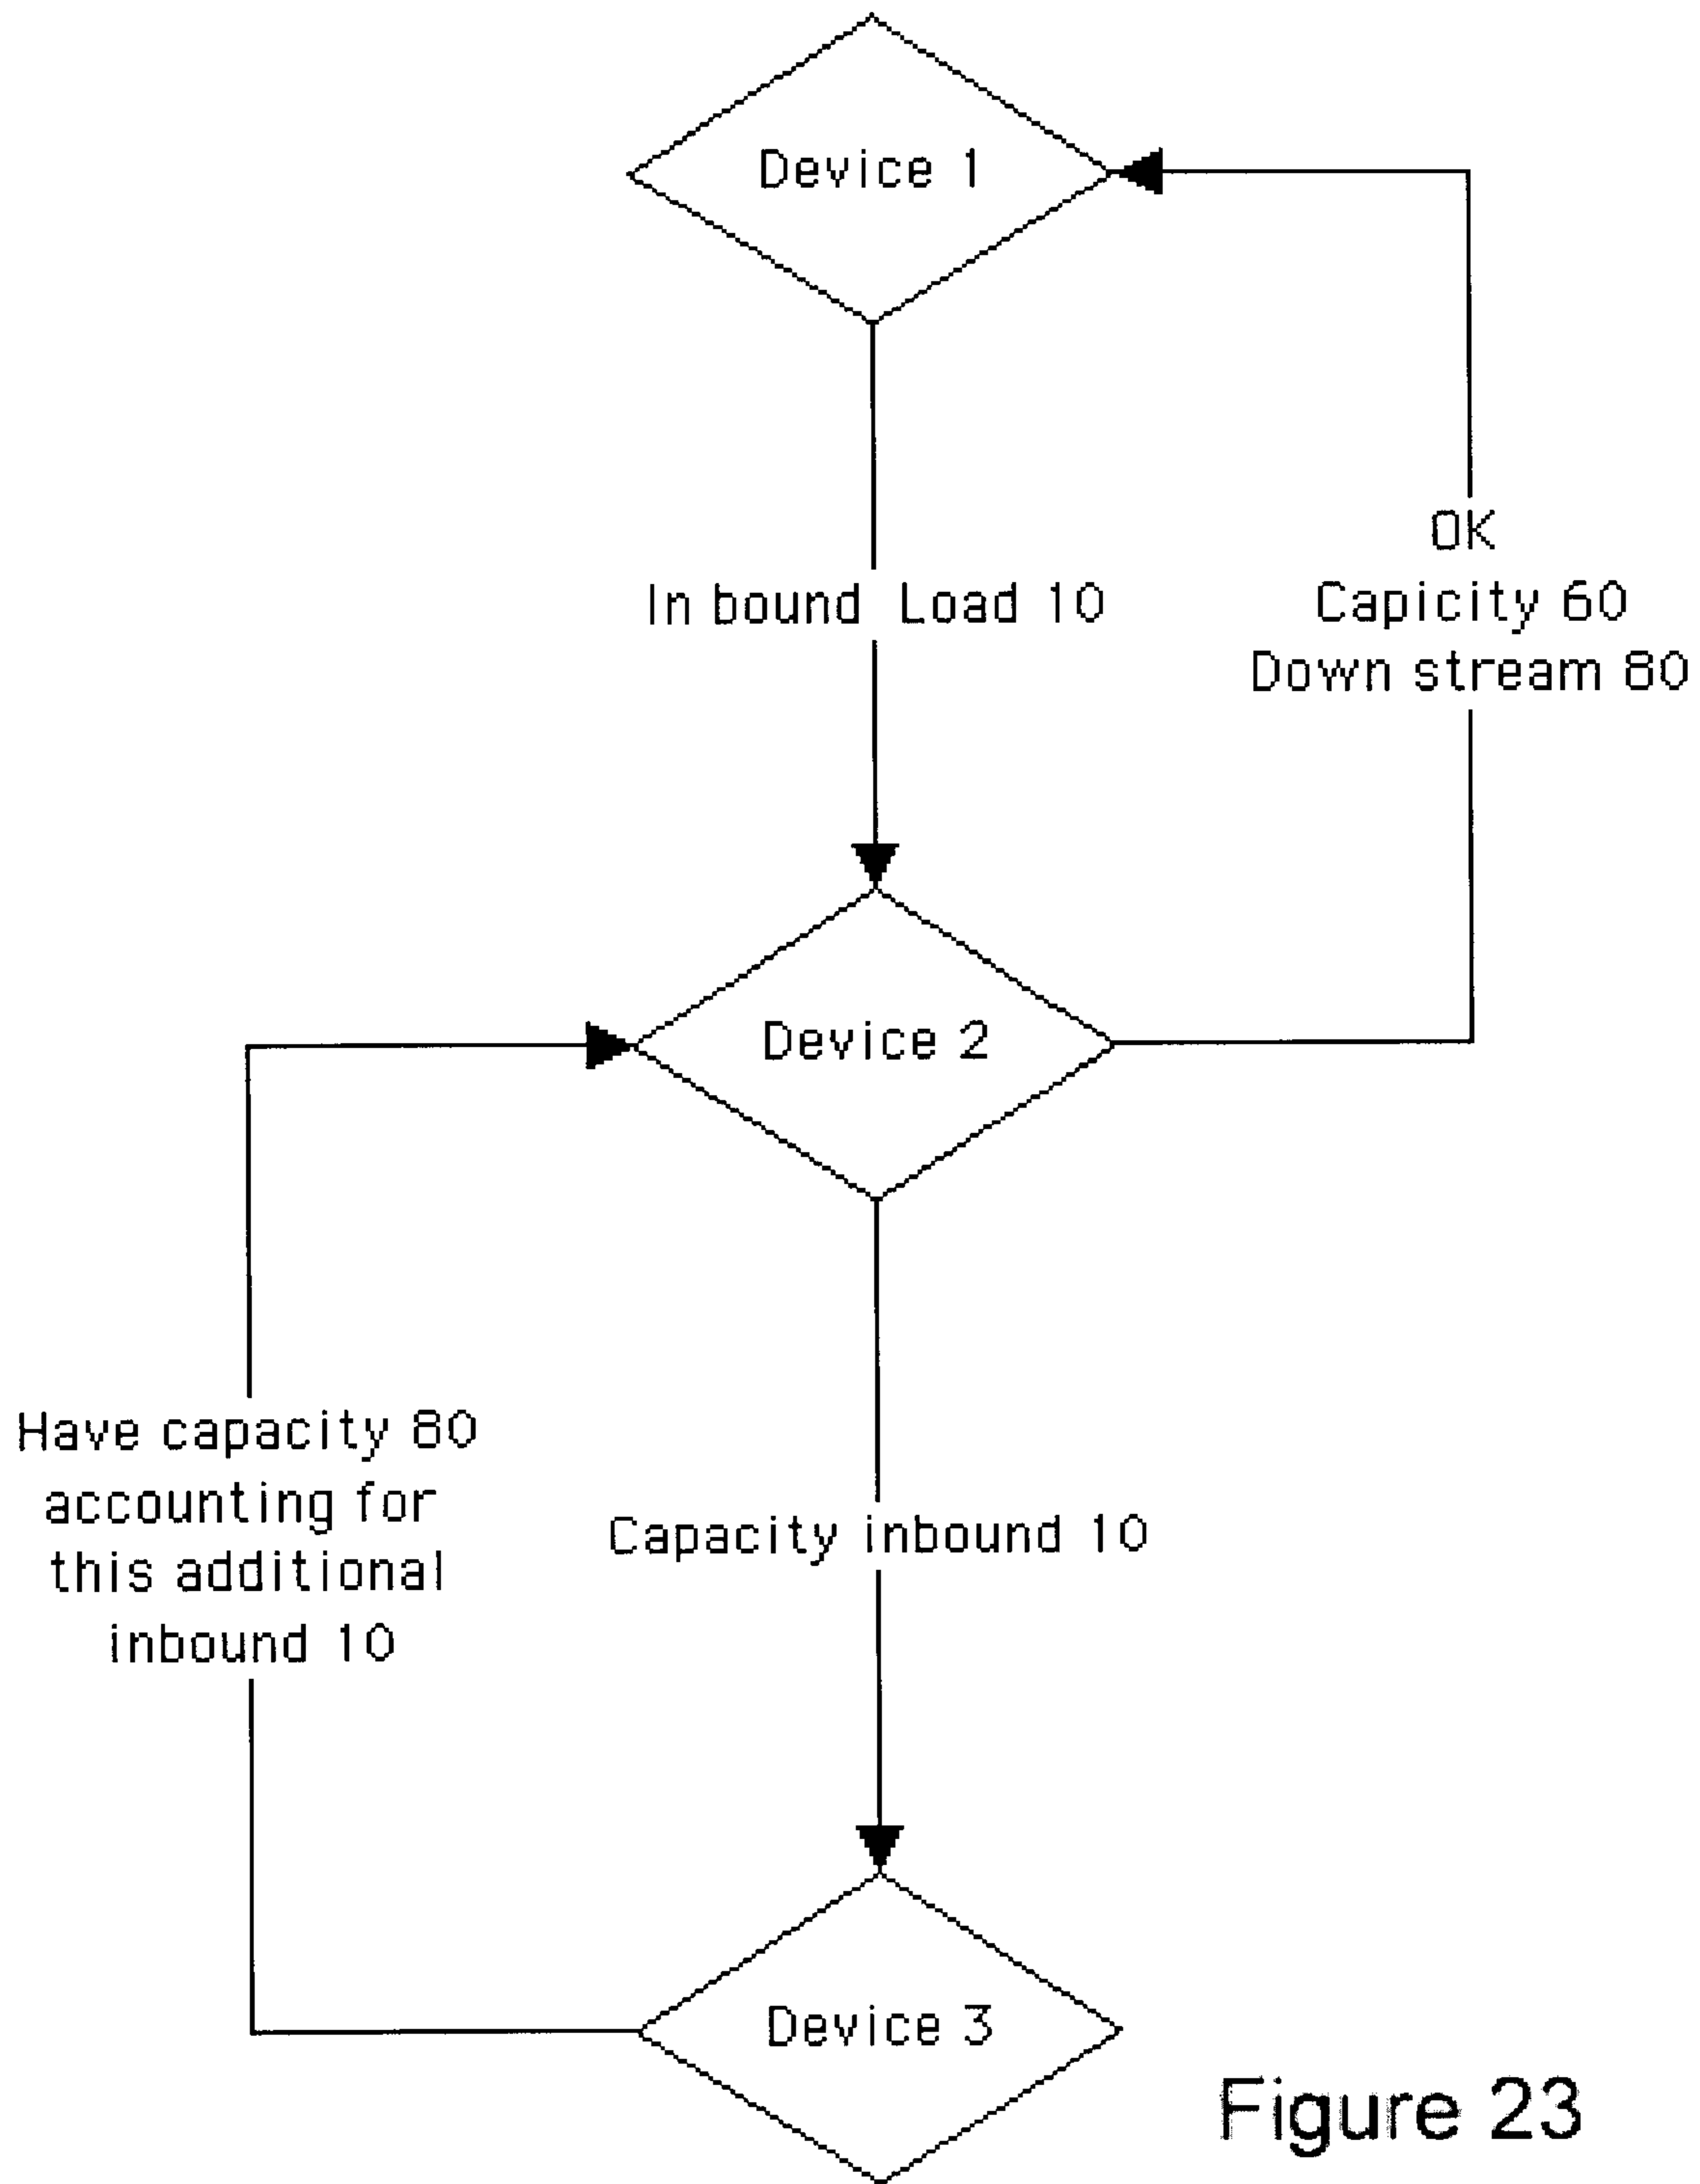 Device 1
OK
In bound Load 10
Capicity 60
Down stream 80
Device 2
Have capacity 80
accounting for
this additional
inbound 10
Capacity inbound 10
Device 3
Figure 23